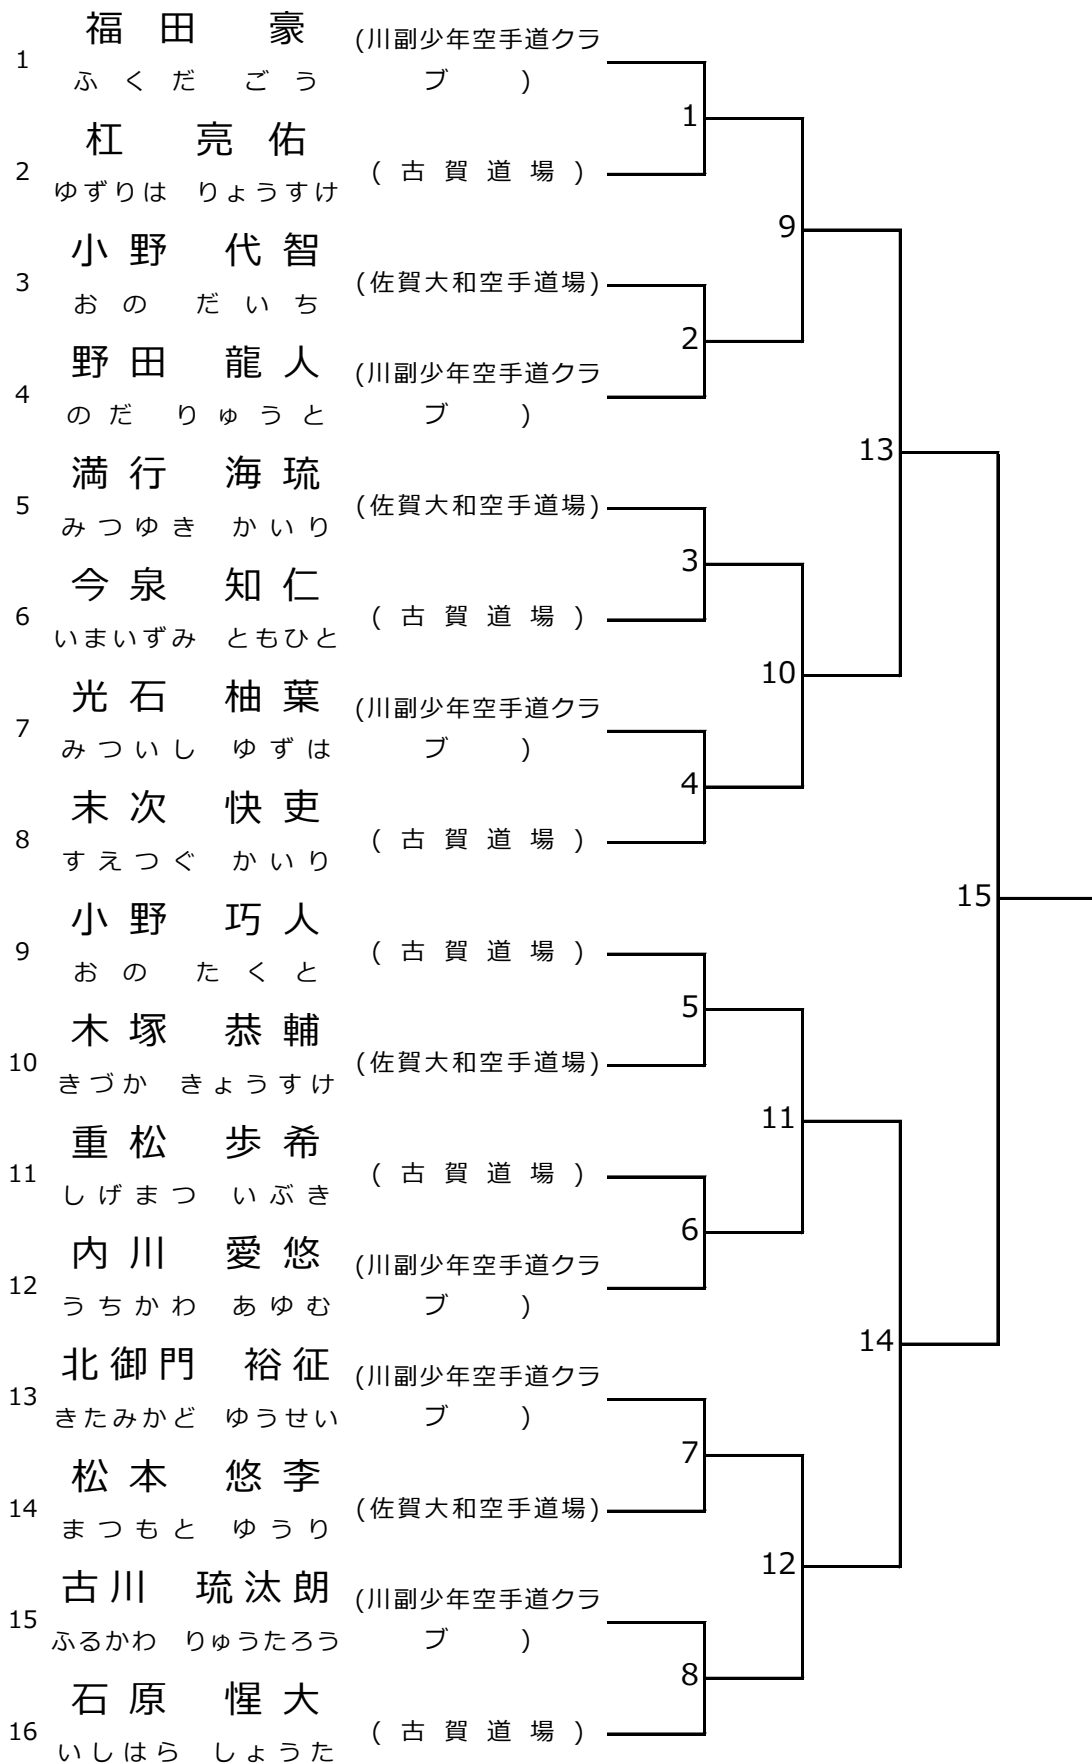 1 福田 豪 (川副少年空手道クラブ)
ふくだ ごう
1
2 杠 亮佑 (古賀道場)
ゆずりは りょうすけ
9
3 小野 代智 (佐賀大和空手道場)
おの だいち
2
4 野田 龍人 (川副少年空手道クラブ)
のだ りゅうと
13
5 満行 海琉 (佐賀大和空手道場)
みつゆき かいり
3
6 今泉 知仁 (古賀道場)
いまいずみ ともひと
10
7 光石 柚葉 (川副少年空手道クラブ)
みついし ゆずは
4
8 末次 快吏 (古賀道場)
すえつぐ かいり
15
9 小野 巧人 (古賀道場)
おの たくと
5
10 木塚 恭輔 (佐賀大和空手道場)
きづか きょうすけ
11
11 重松 歩希 (古賀道場)
しげまつ いぶき
6
12 内川 愛悠 (川副少年空手道クラブ)
うちかわ あゆむ
14
13 北御門 裕征 (川副少年空手道クラブ)
きたみかど ゆうせい
7
14 松本 悠李 (佐賀大和空手道場)
まつもと ゆうり
12
15 古川 琉汰朗 (川副少年空手道クラブ)
ふるかわ りゅうたろう
8
16 石原 惺大 (古賀道場)
いしはら しょうた